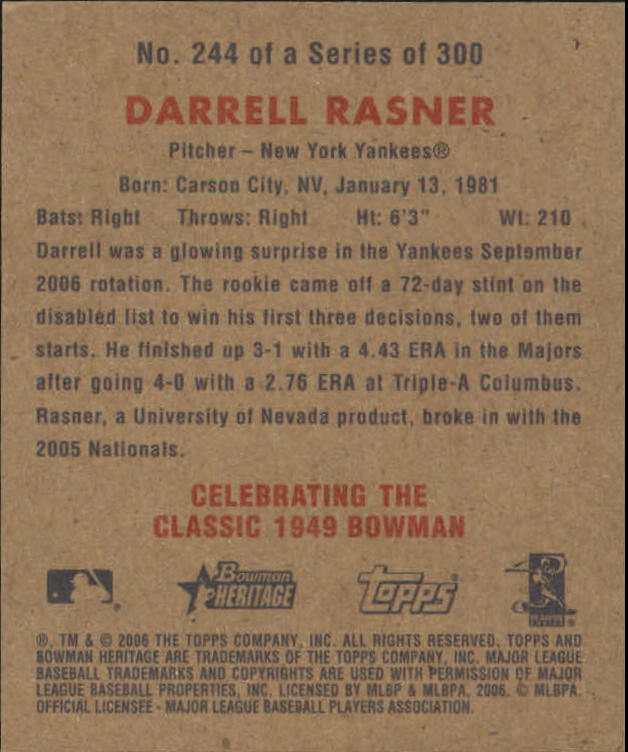 No. 244 of a Series of 300
DARRELL RASNER
Pitcher – New York Yankees®
Born: Carson City, NV, January 13, 1981
Bats: Right Throws: Right Ht: 6'3" Wt: 210
Darrell was a glowing surprise in the Yankees September
2006 rotation. The rookie came off a 72-day stint on the
disabled list to win his first three decisions, two of them
starts. He finished up 3-1 with a 4.43 ERA in the Majors
after going 4-0 with a 2.76 ERA at Triple-A Columbus.
Rasner, a University of Nevada product, broke in with the
2005 Nationals.
CELEBRATING THE
CLASSIC 1949 BOWMAN
Bowman
HERITAGE
Topps
®, TM & © 2006 THE TOPPS COMPANY, INC. ALL RIGHTS RESERVED. TOPPS AND
BOWMAN HERITAGE ARE TRADEMARKS OF THE TOPPS COMPANY, INC. MAJOR LEAGUE
BASEBALL TRADEMARKS AND COPYRIGHTS ARE USED WITH PERMISSION OF MAJOR
LEAGUE BASEBALL PROPERTIES, INC. LICENSED BY MLBP & MLBPA, 2006. © MLBPA.
OFFICIAL LICENSEE - MAJOR LEAGUE BASEBALL PLAYERS ASSOCIATION.